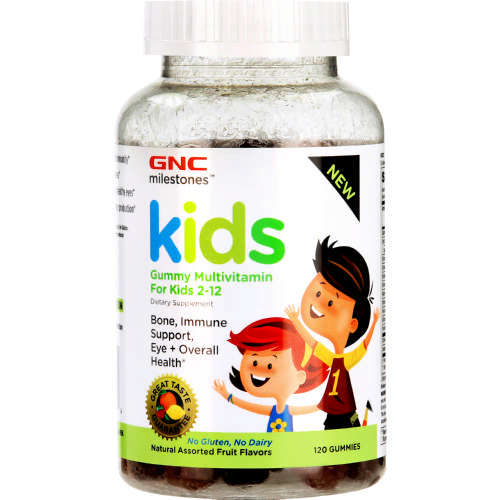 GNC
milestones™
NEW
kids
Gummy Multivitamin
For Kids 2-12
Dietary Supplement
Bone, Immune
Support,
Eye + Overall
Health*
1
GREAT TASTE
GUARANTEE
No Gluten, No Dairy
Natural Assorted Fruit Flavors
120 GUMMIES